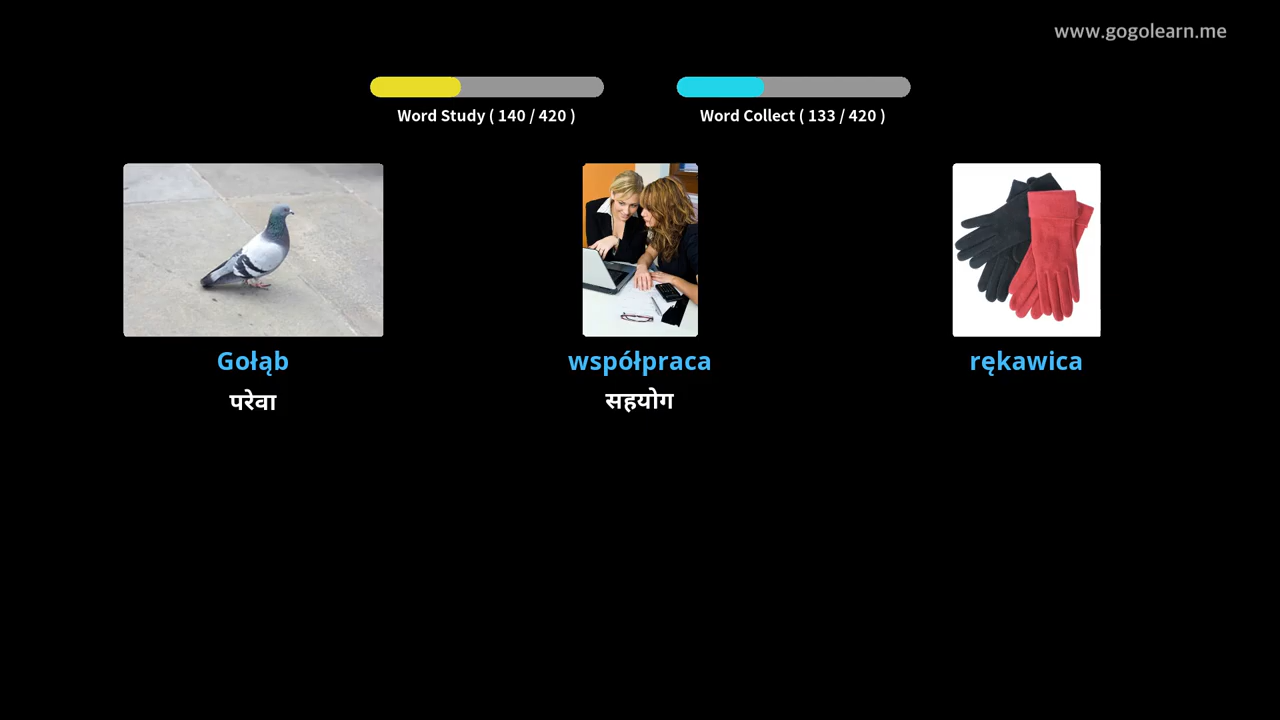 www.gogolearn.me
Word Study ( 140 / 420 )
Word Collect ( 133 / 420 )
Gołąb
współpraca
rękawica
परेवा
सहयोग